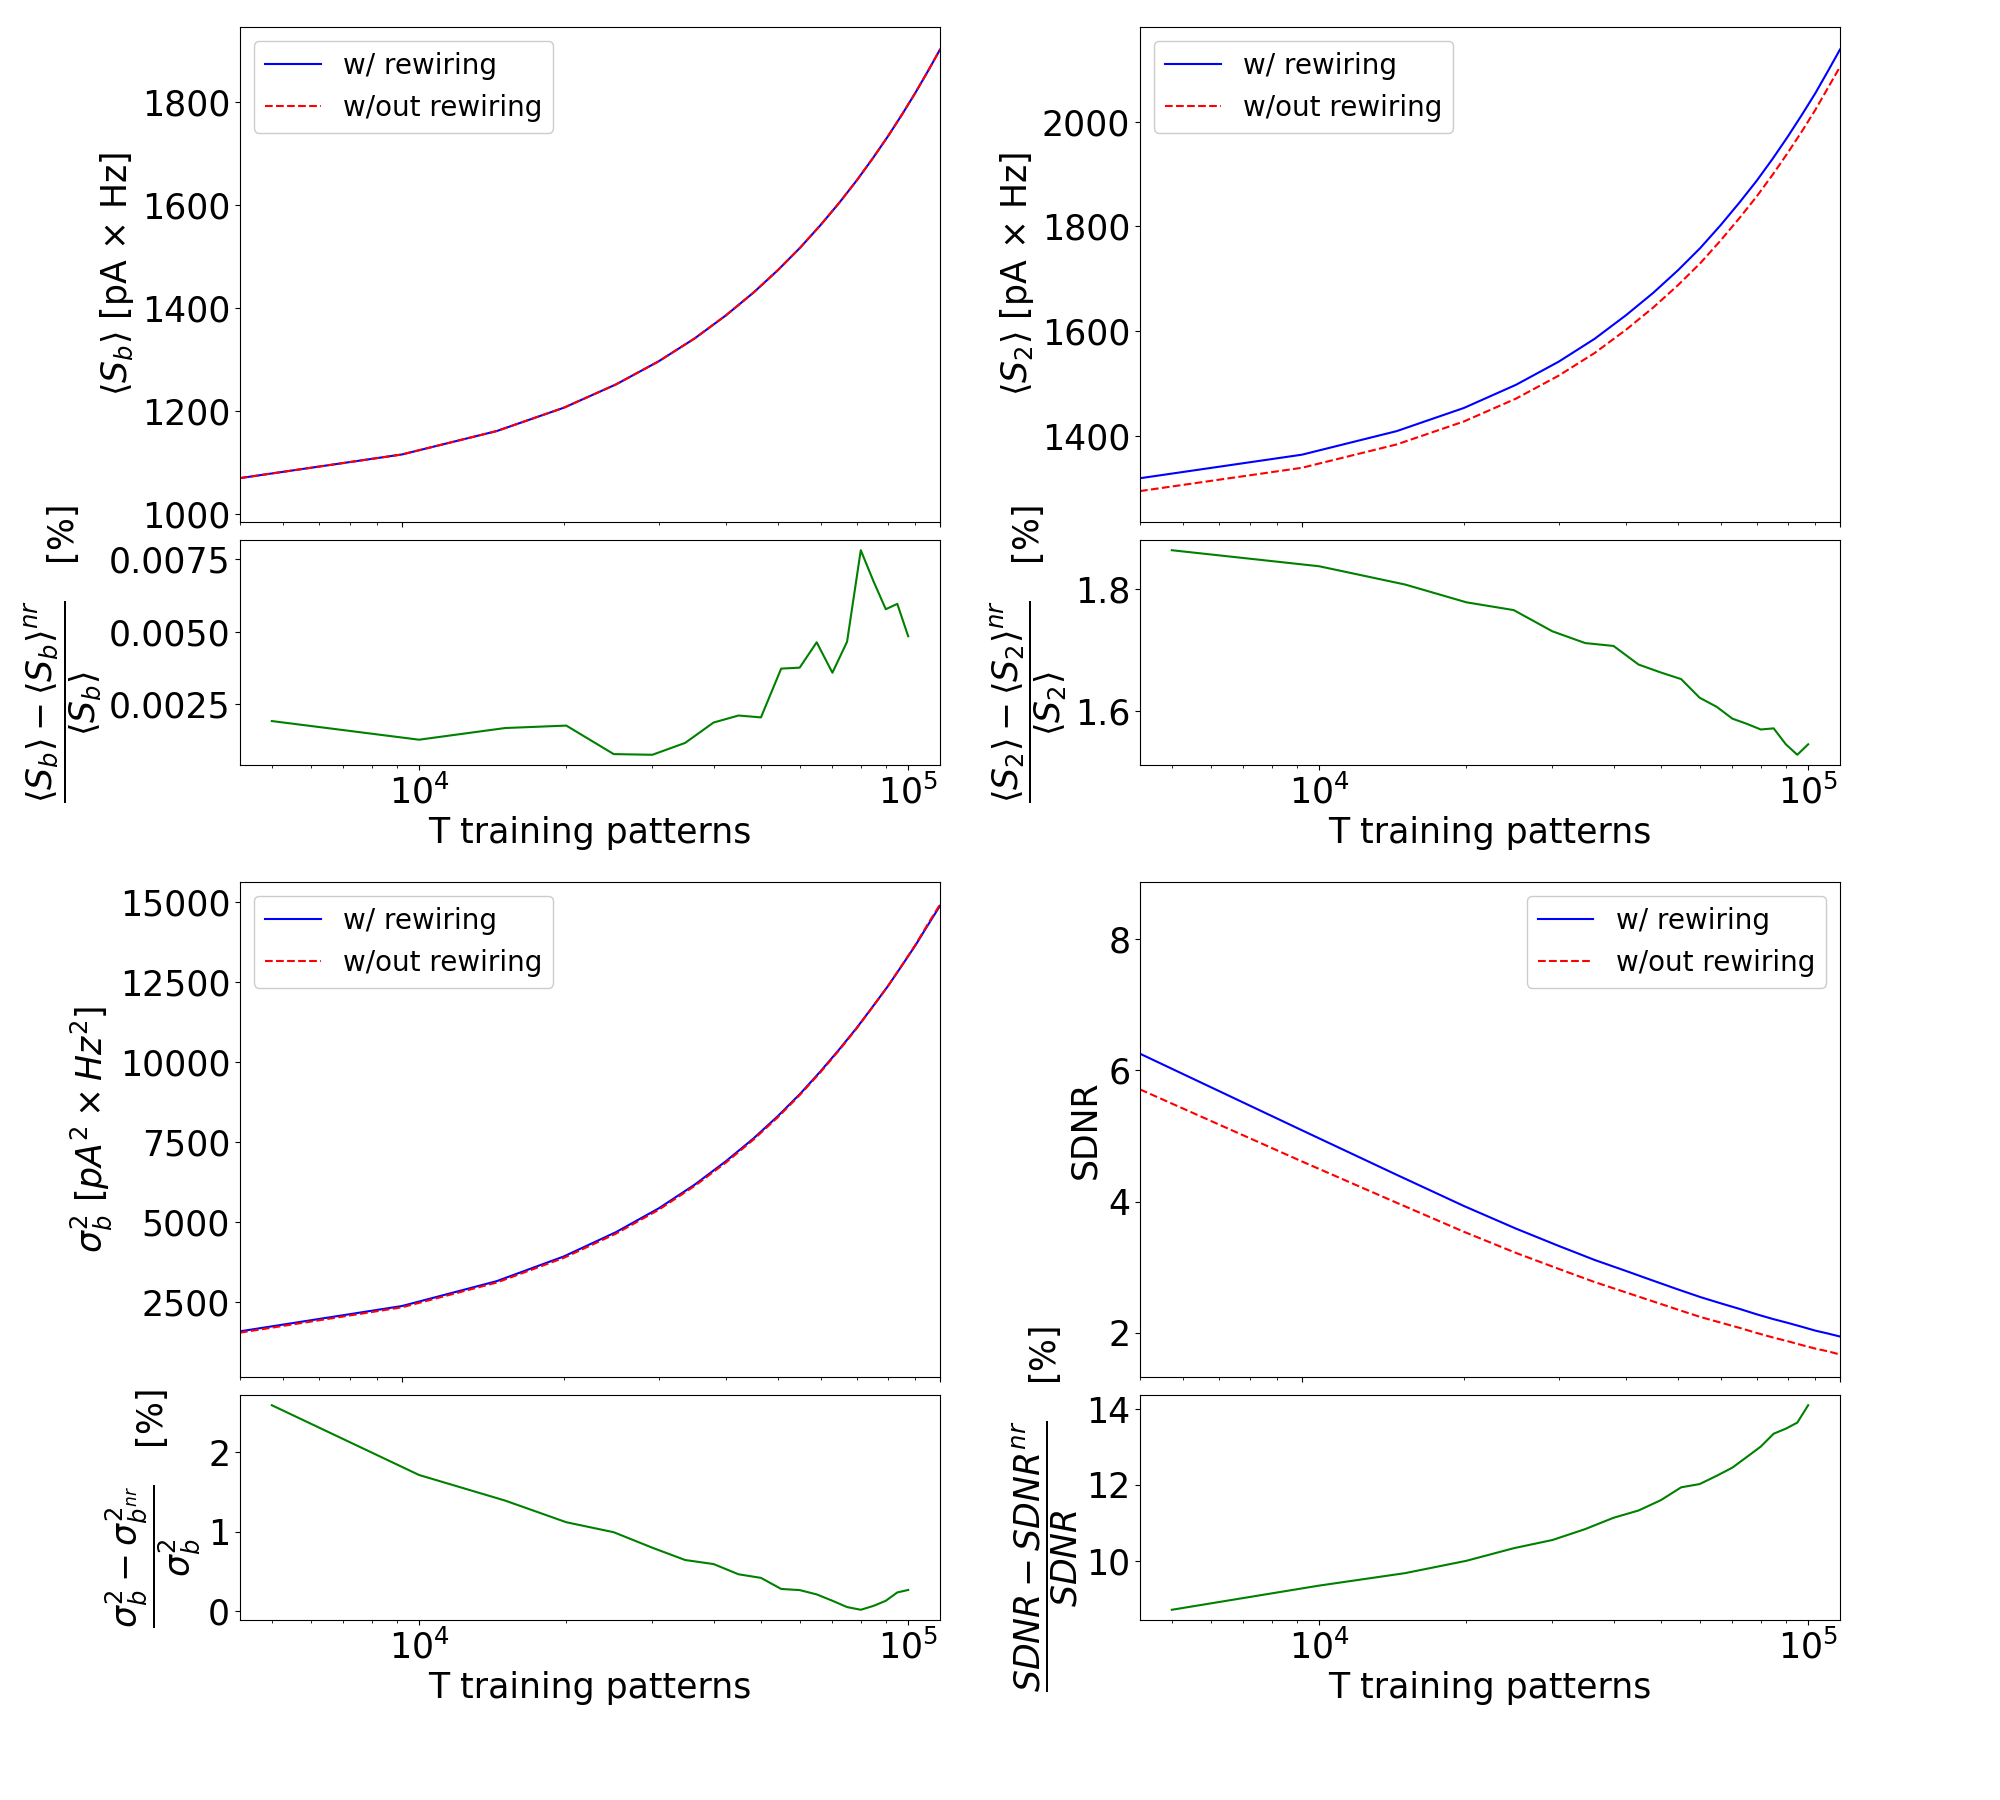 w/ rewiring
w/out rewiring
⟨S_b⟩ [pA × Hz]
1800
1600
1400
1200
1000
⟨S_b⟩ − ⟨S_b⟩^nr
⟨S_b⟩
[%]
0.0075
0.0050
0.0025
10^4
10^5
T training patterns
w/ rewiring
w/out rewiring
⟨S_2⟩ [pA × Hz]
2000
1800
1600
1400
⟨S_2⟩ − ⟨S_2⟩^nr
⟨S_2⟩
[%]
1.8
1.6
10^4
10^5
T training patterns
w/ rewiring
w/out rewiring
σ_b^2 [pA^2 × Hz^2]
15000
12500
10000
7500
5000
2500
σ_b^2 − σ_{b^nr}^2
σ_b^2
[%]
2
1
0
10^4
10^5
T training patterns
w/ rewiring
w/out rewiring
SDNR
8
6
4
2
SDNR − SDNR^nr
SDNR
[%]
14
12
10
10^4
10^5
T training patterns